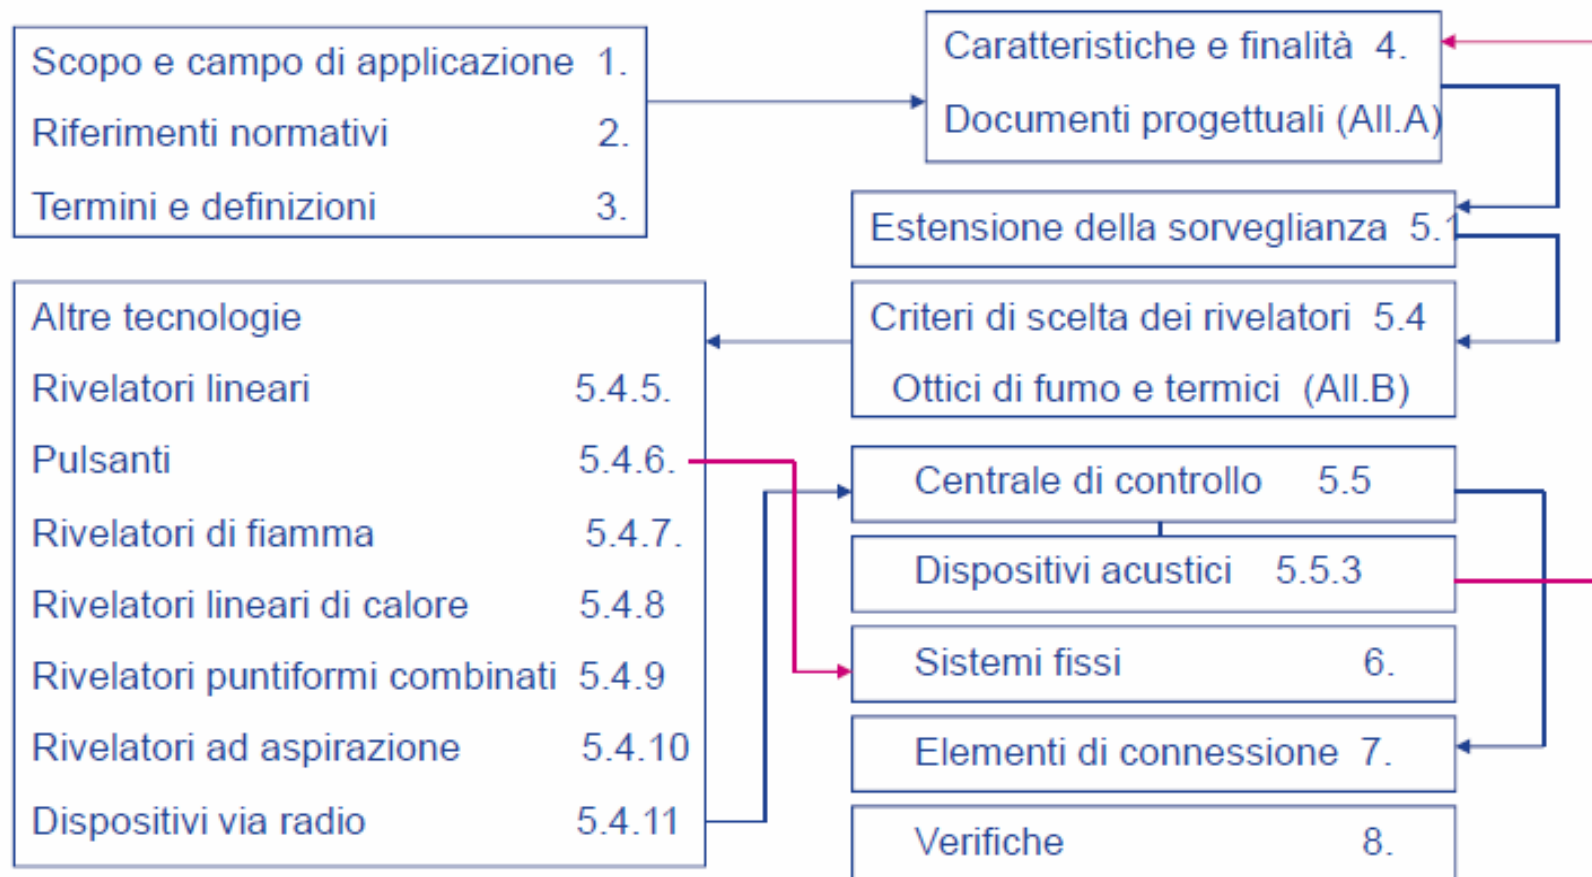 Scopo e campo di applicazione 1.
Riferimenti normativi 2.
Termini e definizioni 3.
Caratteristiche e finalità 4.
Documenti progettuali (All.A)
Estensione della sorveglianza 5.1
Criteri di scelta dei rivelatori 5.4
Ottici di fumo e termici (All.B)
Altre tecnologie
Rivelatori lineari 5.4.5.
Pulsanti 5.4.6.
Rivelatori di fiamma 5.4.7.
Rivelatori lineari di calore 5.4.8
Rivelatori puntiformi combinati 5.4.9
Rivelatori ad aspirazione 5.4.10
Dispositivi via radio 5.4.11
Centrale di controllo 5.5
Dispositivi acustici 5.5.3
Sistemi fissi 6.
Elementi di connessione 7.
Verifiche 8.